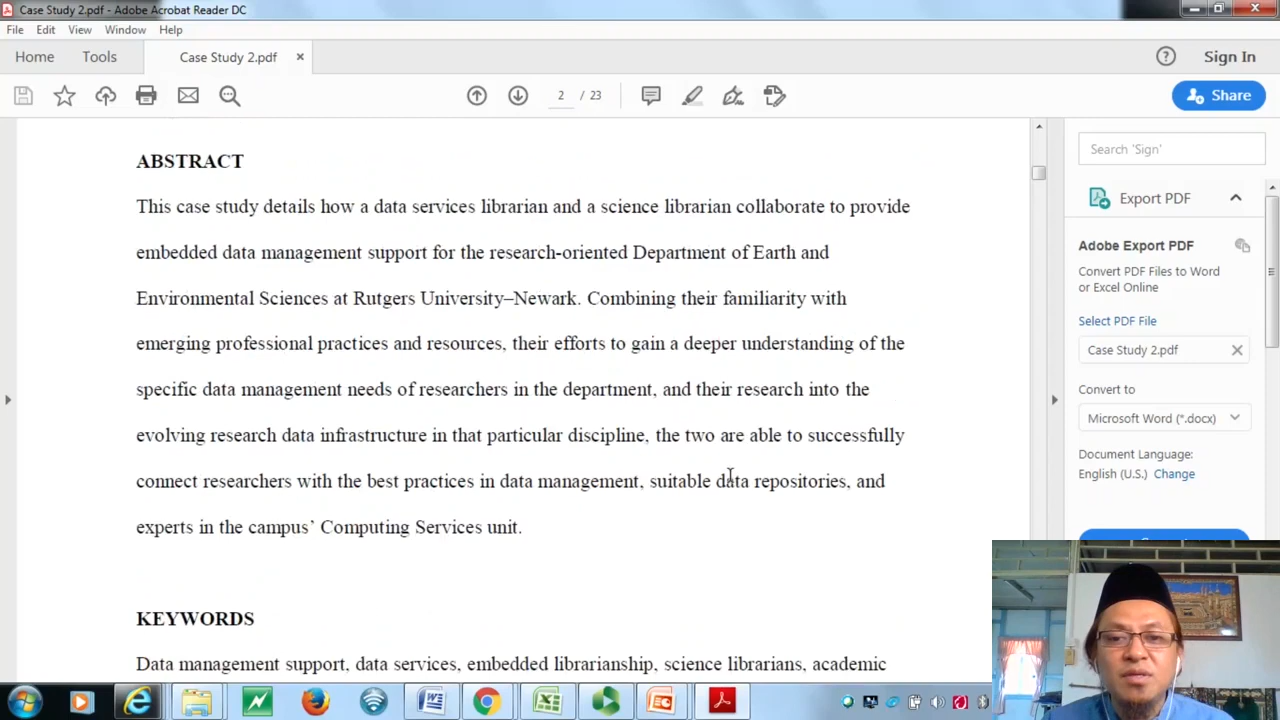 Case Study 2.pdf - Adobe Acrobat Reader DC
File Edit View Window Help
Home Tools Case Study 2.pdf × Sign In
2 / 23 Share
ABSTRACT
This case study details how a data services librarian and a science librarian collaborate to provide
embedded data management support for the research-oriented Department of Earth and
Environmental Sciences at Rutgers University–Newark. Combining their familiarity with
emerging professional practices and resources, their efforts to gain a deeper understanding of the
specific data management needs of researchers in the department, and their research into the
evolving research data infrastructure in that particular discipline, the two are able to successfully
connect researchers with the best practices in data management, suitable data repositories, and
experts in the campus’ Computing Services unit.
KEYWORDS
Data management support, data services, embedded librarianship, science librarians, academic
Search 'Sign'
Export PDF
Adobe Export PDF
Convert PDF Files to Word
or Excel Online
Select PDF File
Case Study 2.pdf
Convert to
Microsoft Word (*.docx)
Document Language:
English (U.S.) Change